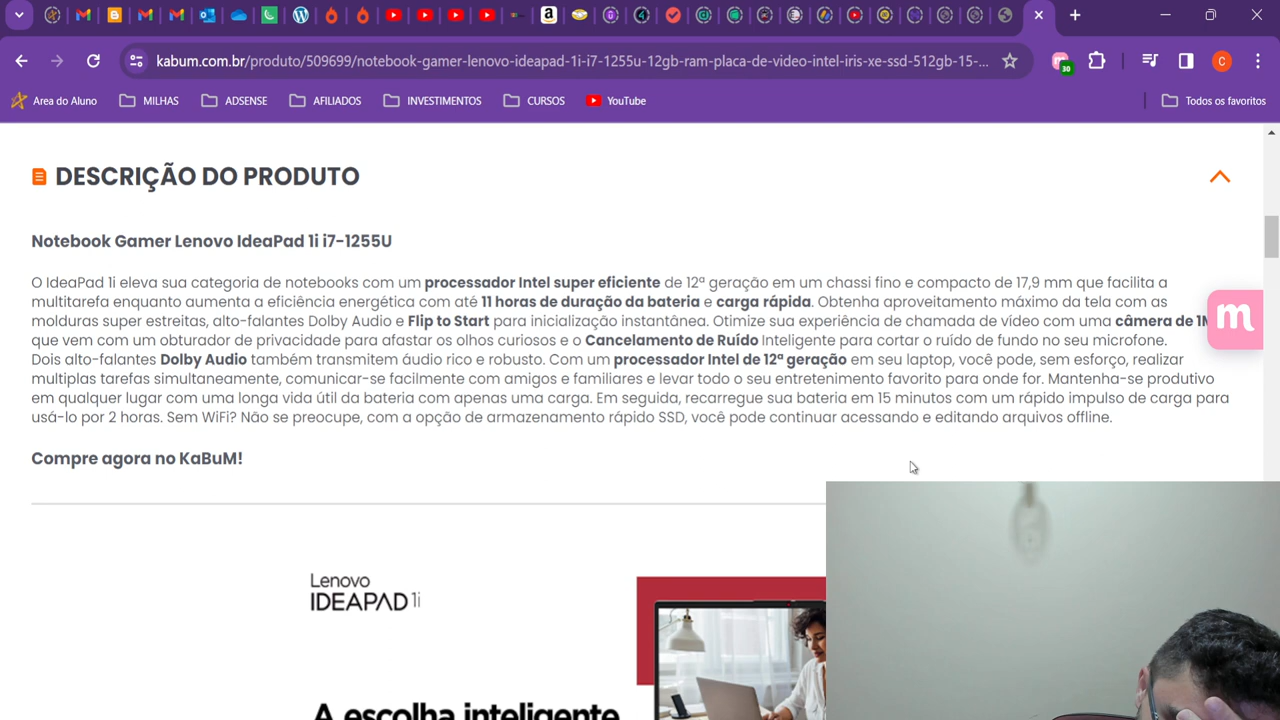 kabum.com.br/produto/509699/notebook-gamer-lenovo-ideapad-1i-i7-1255u-12gb-ram-placa-de-video-intel-iris-xe-ssd-512gb-15-...
30
C
Area do Aluno
MILHAS
ADSENSE
AFILIADOS
INVESTIMENTOS
CURSOS
YouTube
Todos os favoritos
DESCRIÇÃO DO PRODUTO
Notebook Gamer Lenovo IdeaPad 1i i7-1255U
O IdeaPad 1i eleva sua categoria de notebooks com um processador Intel super eficiente de 12ª geração em um chassi fino e compacto de 17,9 mm que facilita a
multitarefa enquanto aumenta a eficiência energética com até 11 horas de duração da bateria e carga rápida. Obtenha aproveitamento máximo da tela com as
molduras super estreitas, alto-falantes Dolby Audio e Flip to Start para inicialização instantânea. Otimize sua experiência de chamada de vídeo com uma câmera de 1M
que vem com um obturador de privacidade para afastar os olhos curiosos e o Cancelamento de Ruído Inteligente para cortar o ruído de fundo no seu microfone.
Dois alto-falantes Dolby Audio também transmitem áudio rico e robusto. Com um processador Intel de 12ª geração em seu laptop, você pode, sem esforço, realizar
multiplas tarefas simultaneamente, comunicar-se facilmente com amigos e familiares e levar todo o seu entretenimento favorito para onde for. Mantenha-se produtivo
em qualquer lugar com uma longa vida útil da bateria com apenas uma carga. Em seguida, recarregue sua bateria em 15 minutos com um rápido impulso de carga para
usá-lo por 2 horas. Sem WiFi? Não se preocupe, com a opção de armazenamento rápido SSD, você pode continuar acessando e editando arquivos offline.
m
Compre agora no KaBuM!
Lenovo
IDEAPAD 1i
A escolha inteligente